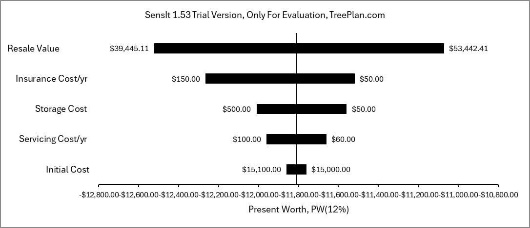 SensIt 1.53 Trial Version, Only For Evaluation, TreePlan.com
Resale Value $39,445.11 $53,442.41
Insurance Cost/yr $150.00 $50.00
Storage Cost $500.00 $50.00
Servicing Cost/yr $100.00 $60.00
Initial Cost $15,100.00 $15,000.00
-$12,800.00-$12,600.00-$12,400.00-$12,200.00-$12,000.00-$11,800.00-$11,600.00-$11,400.00-$11,200.00-$11,000.00-$10,800.00
Present Worth, PW(12%)